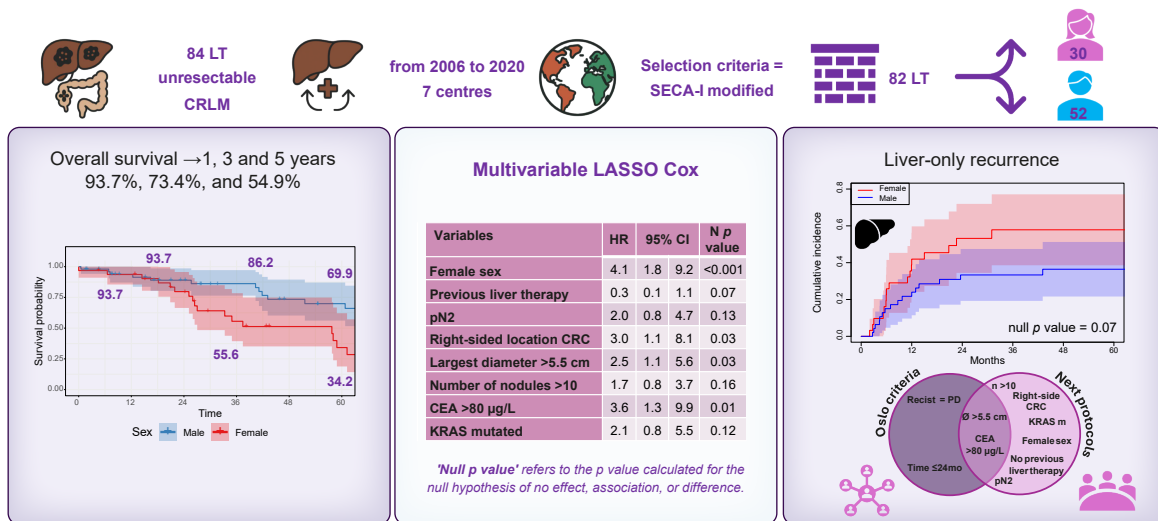 84 LT
unresectable
CRLM
from 2006 to 2020
7 centres
Selection criteria =
SECA-I modified
82 LT
30
52
Overall survival →1, 3 and 5 years
93.7%, 73.4%, and 54.9%
Survival probability
1.00
0.75
0.50
0.25
0.00
93.7
86.2
69.9
93.7
55.6
34.2
0 12 24 36 48 60
Time
Sex Male Female
Multivariable LASSO Cox
Variables HR 95% CI N p value
Female sex 4.1 1.8 9.2 <0.001
Previous liver therapy 0.3 0.1 1.1 0.07
pN2 2.0 0.8 4.7 0.13
Right-sided location CRC 3.0 1.1 8.1 0.03
Largest diameter >5.5 cm 2.5 1.1 5.6 0.03
Number of nodules >10 1.7 0.8 3.7 0.16
CEA >80 µg/L 3.6 1.3 9.9 0.01
KRAS mutated 2.1 0.8 5.5 0.12
'Null p value' refers to the p value calculated for the
null hypothesis of no effect, association, or difference.
Liver-only recurrence
Female
Male
Cumulative incidence
0.8
0.6
0.4
0.2
0.0
null p value = 0.07
0 12 24 36 48 60
Months
Oslo criteria
Recist = PD
Time ≤24mo
Ø >5.5 cm
CEA
>80 µg/L
n >10
Right-side
CRC
KRAS m
Female sex
No previous
liver therapy
pN2
Next protocols